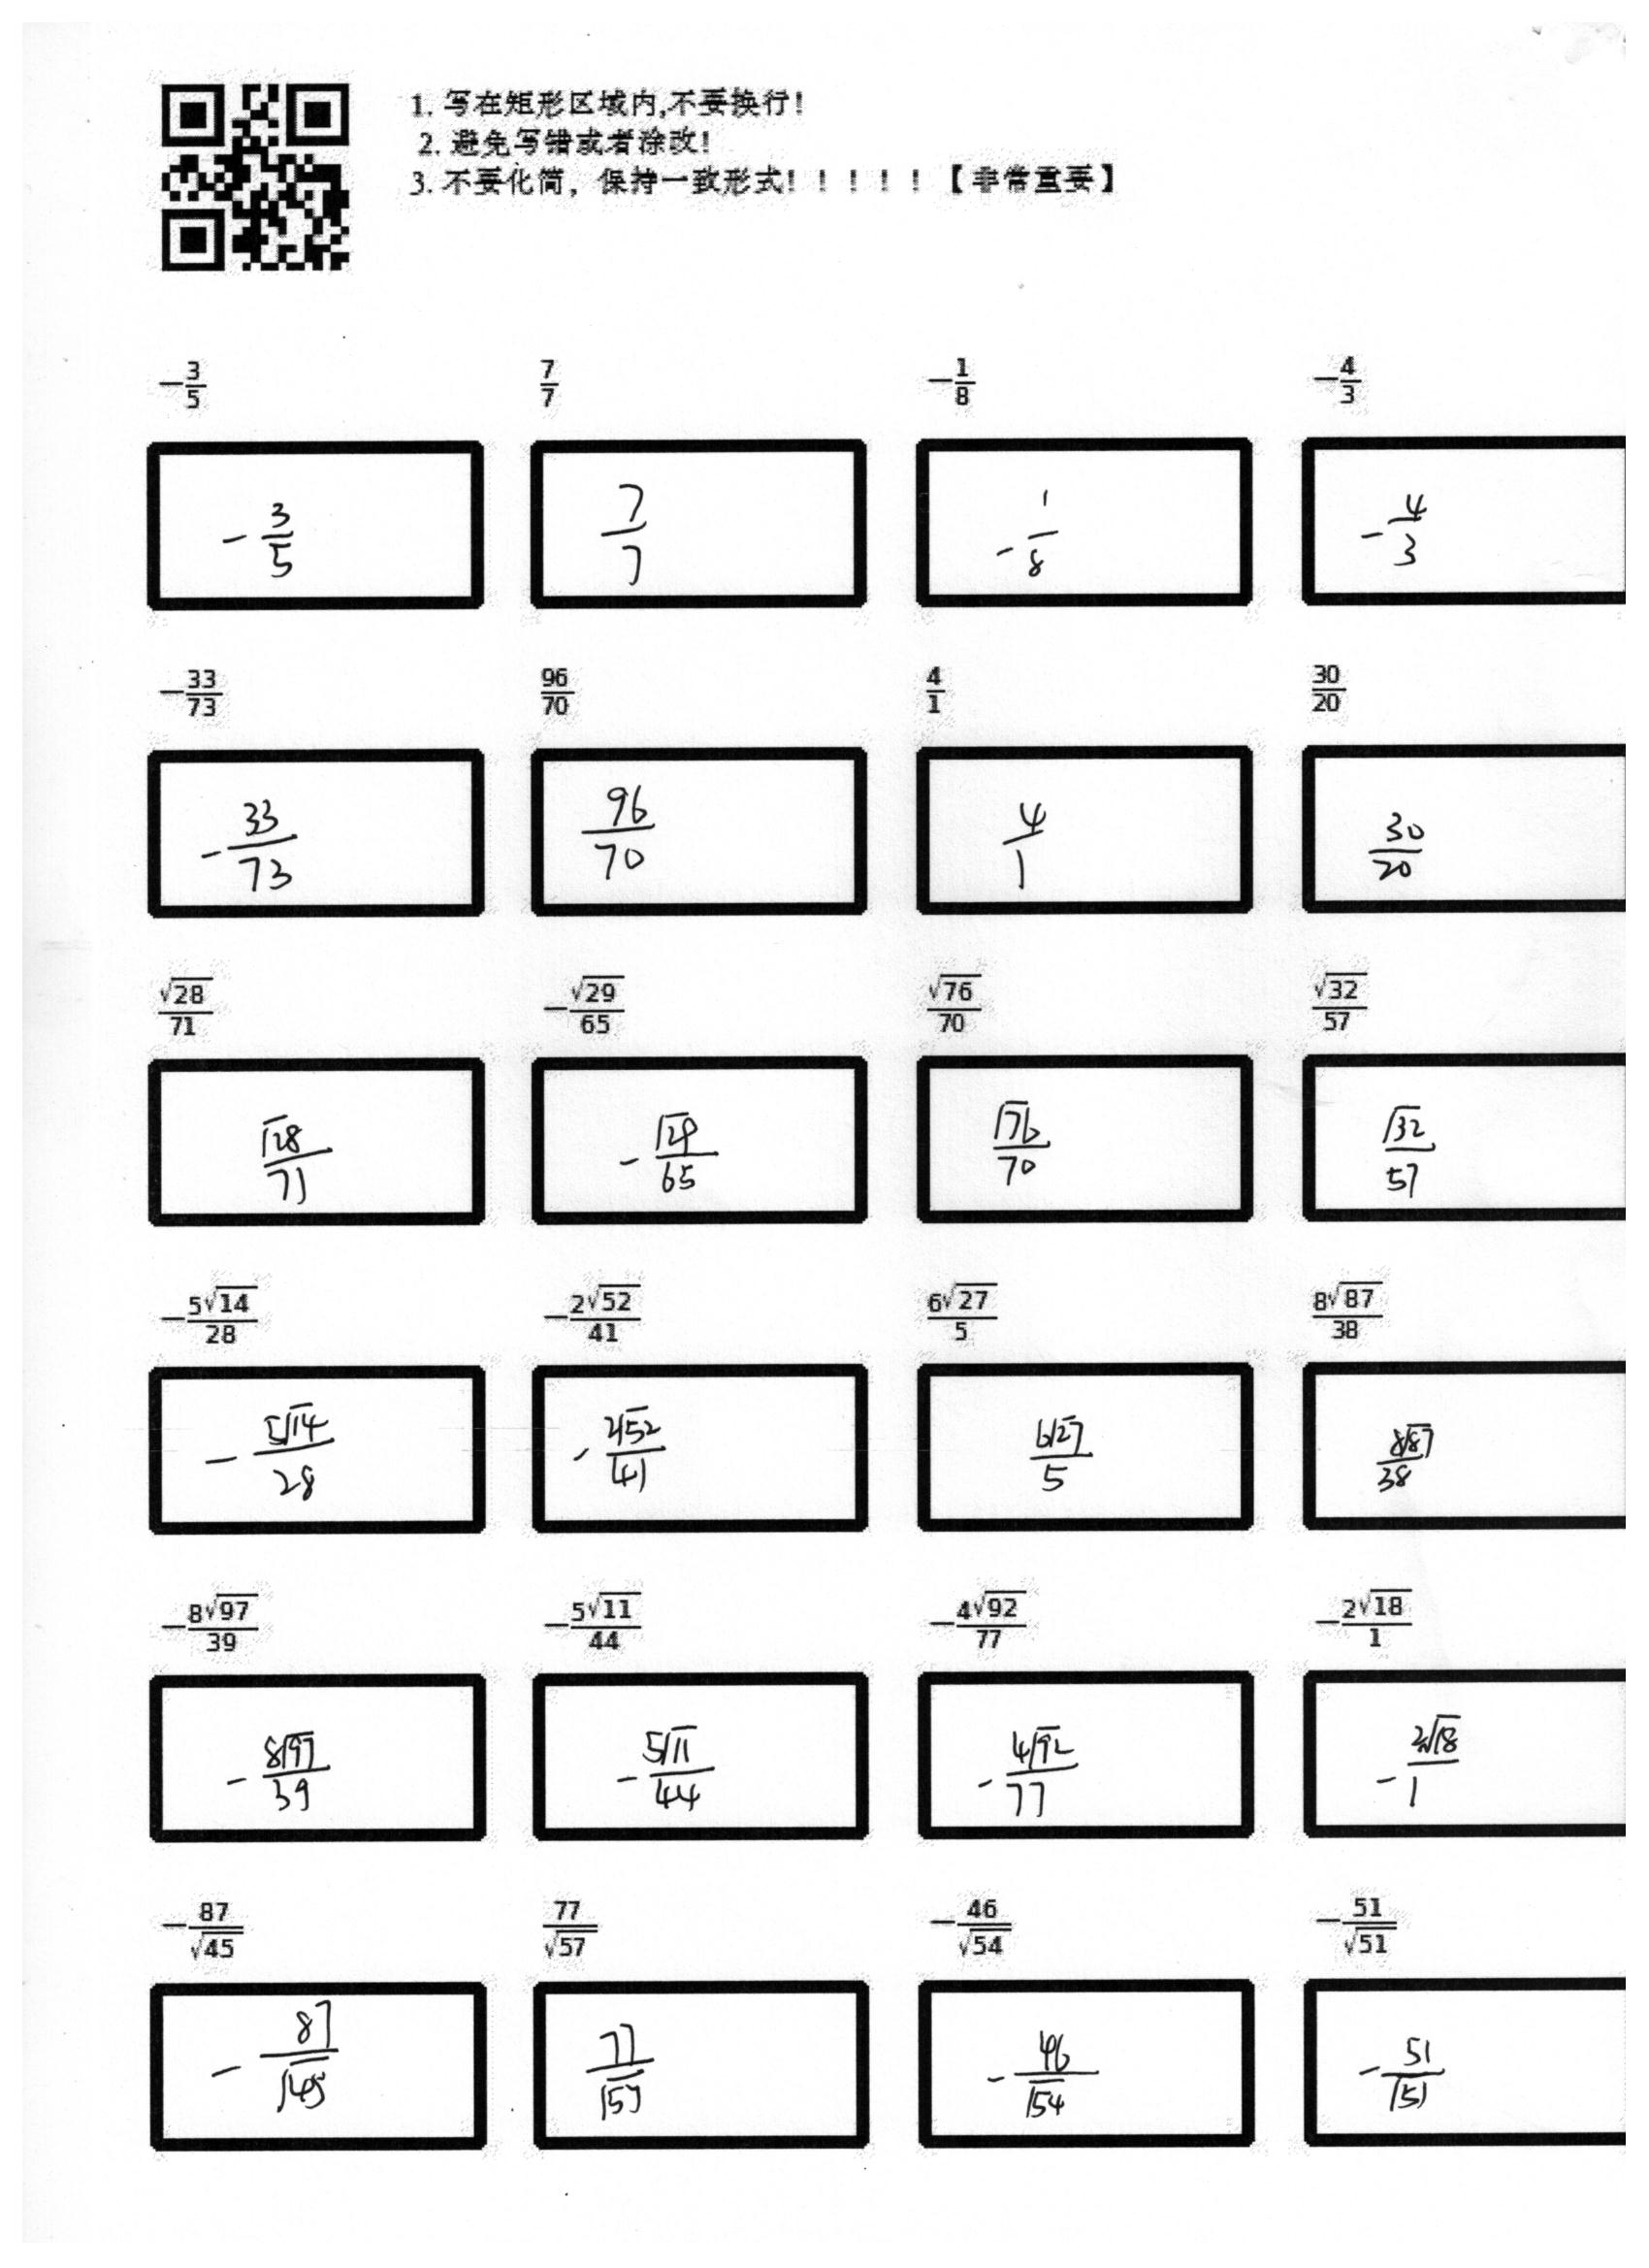 1. 写在矩形区域内,不要换行!
2. 避免写错或者涂改!
3. 不要化简，保持一致形式！！！！！【非常重要】
-\frac{3}{5} \frac{7}{7} -\frac{1}{8} -\frac{4}{3}
-\frac{3}{5} \frac{7}{7} -\frac{1}{8} -\frac{4}{3}
-\frac{33}{73} \frac{96}{70} \frac{4}{1} \frac{30}{20}
-\frac{33}{73} \frac{96}{70} \frac{4}{1} \frac{30}{20}
\frac{\sqrt{28}}{71} -\frac{\sqrt{29}}{65} \frac{\sqrt{76}}{70} \frac{\sqrt{32}}{57}
\frac{\sqrt{28}}{71} -\frac{\sqrt{29}}{65} \frac{\sqrt{76}}{70} \frac{\sqrt{32}}{57}
-\frac{5\sqrt{14}}{28} -\frac{2\sqrt{52}}{41} \frac{6\sqrt{27}}{5} \frac{8\sqrt{87}}{38}
-\frac{5\sqrt{14}}{28} -\frac{2\sqrt{52}}{41} \frac{6\sqrt{27}}{5} \frac{8\sqrt{87}}{38}
-\frac{8\sqrt{97}}{39} -\frac{5\sqrt{11}}{44} -\frac{4\sqrt{92}}{77} -\frac{2\sqrt{18}}{1}
-\frac{8\sqrt{97}}{39} -\frac{5\sqrt{11}}{44} -\frac{4\sqrt{92}}{77} -\frac{2\sqrt{18}}{1}
-\frac{87}{\sqrt{45}} \frac{77}{\sqrt{57}} -\frac{46}{\sqrt{54}} -\frac{51}{\sqrt{51}}
-\frac{87}{\sqrt{45}} \frac{77}{\sqrt{57}} -\frac{46}{\sqrt{54}} -\frac{51}{\sqrt{51}}